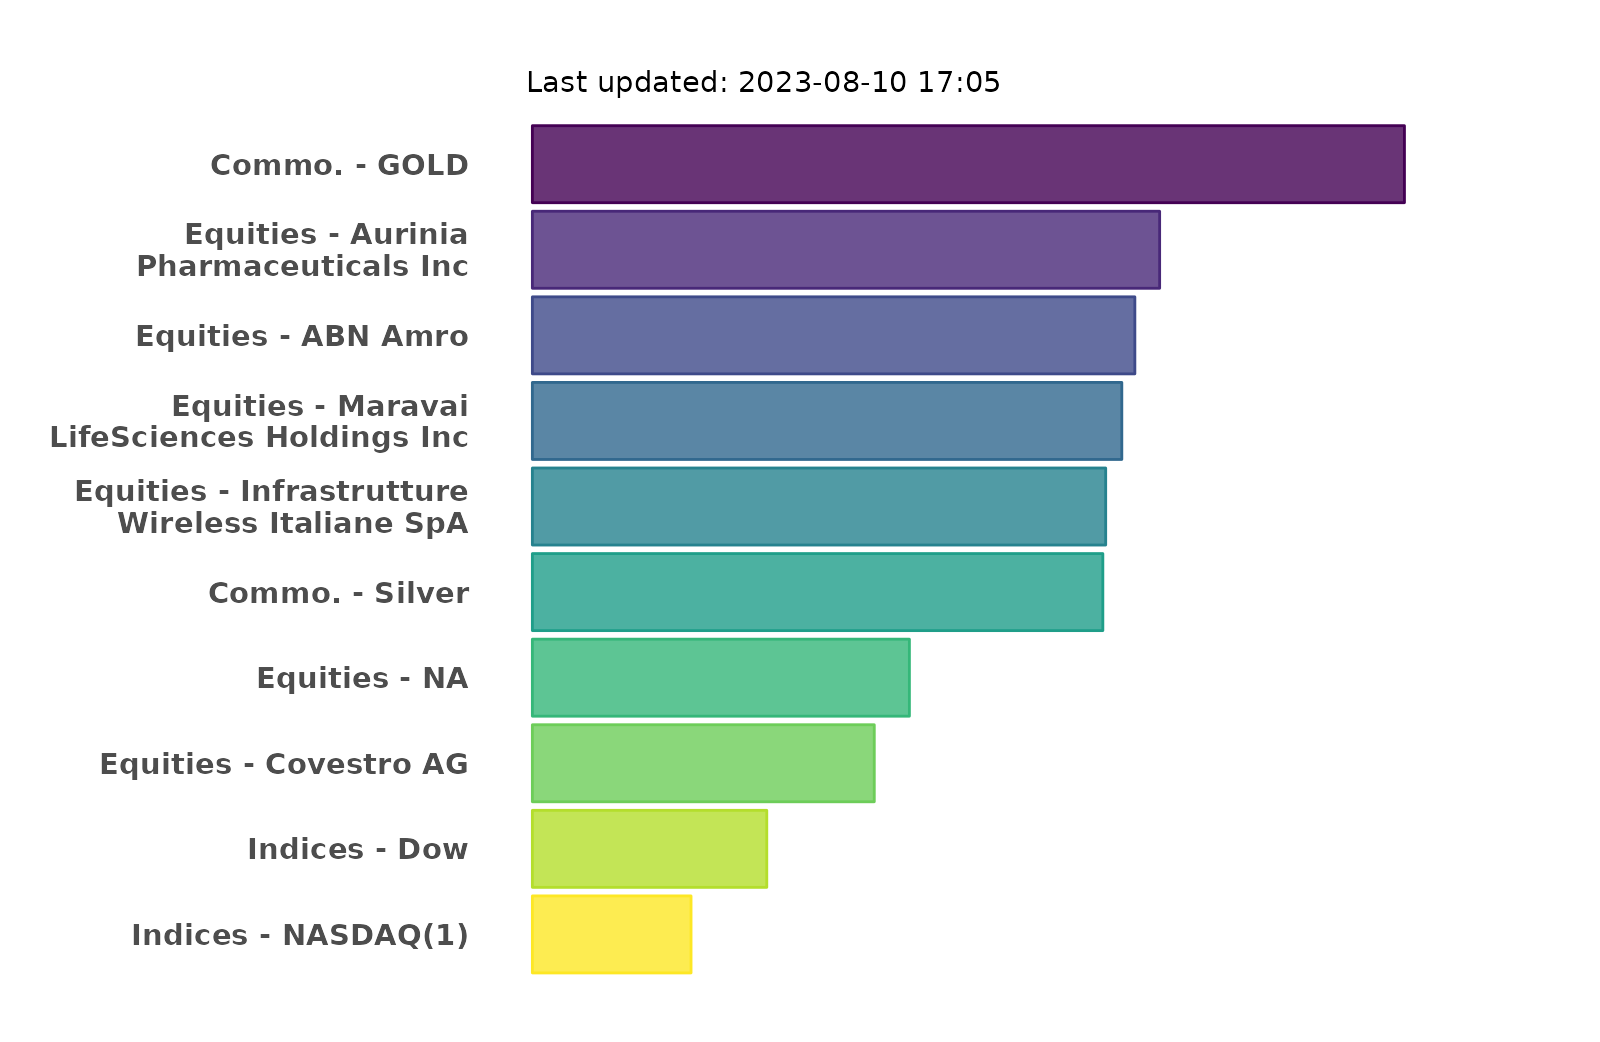 Last updated: 2023-08-10 17:05
Commo. - GOLD
Equities - Aurinia
Pharmaceuticals Inc
Equities - ABN Amro
Equities - Maravai
LifeSciences Holdings Inc
Equities - Infrastrutture
Wireless Italiane SpA
Commo. - Silver
Equities - NA
Equities - Covestro AG
Indices - Dow
Indices - NASDAQ(1)